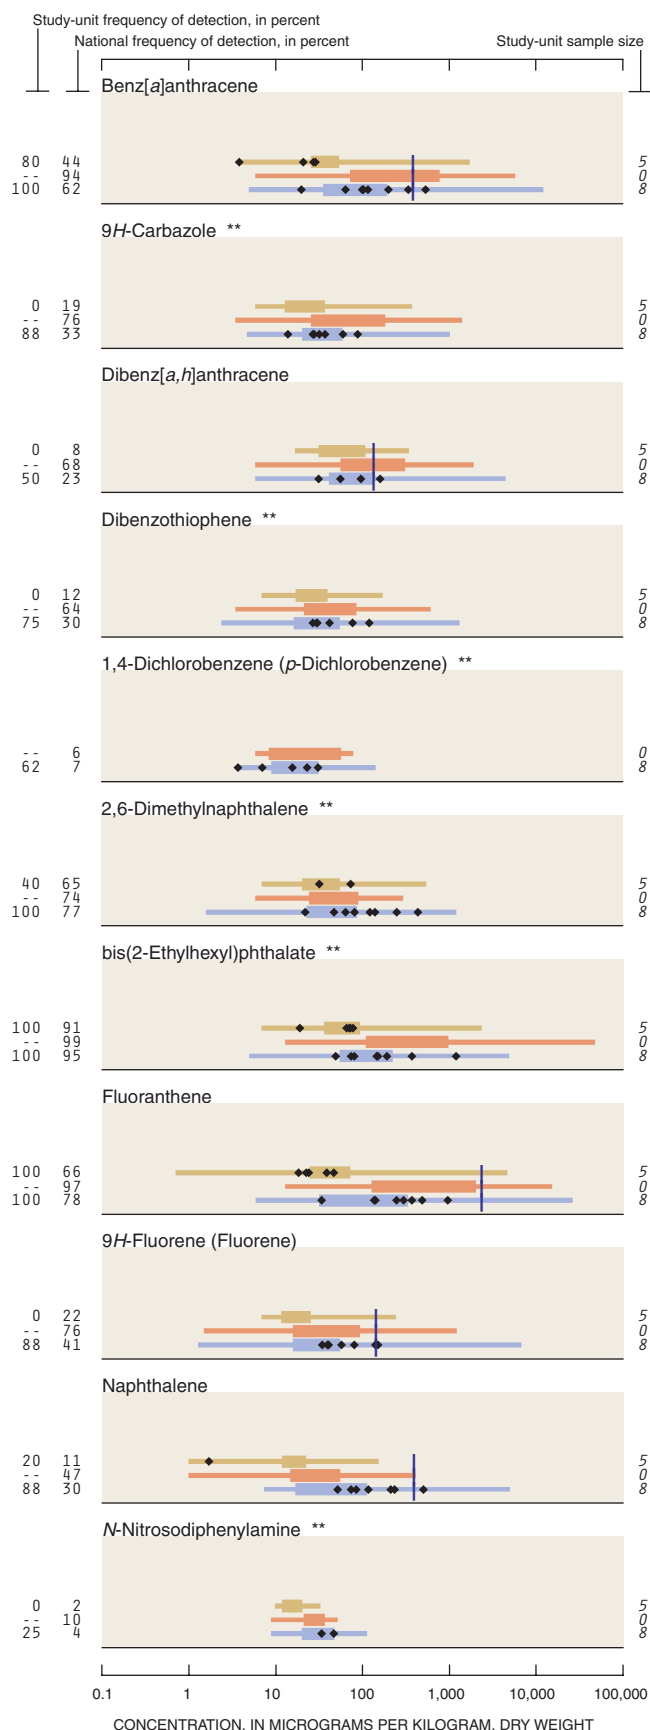 Study-unit frequency of detection, in percent
National frequency of detection, in percent
Study-unit sample size
Benz[a]anthracene
80 44 5
-- 94 0
100 62 8
9H-Carbazole **
0 19 5
-- 76 0
88 33 8
Dibenz[a,h]anthracene
0 8 5
-- 68 0
50 23 8
Dibenzothiophene **
0 12 5
-- 64 0
75 30 8
1,4-Dichlorobenzene (p-Dichlorobenzene) **
-- 6 0
62 7 8
2,6-Dimethylnaphthalene **
40 65 5
-- 74 0
100 77 8
bis(2-Ethylhexyl)phthalate **
100 91 5
-- 99 0
100 95 8
Fluoranthene
100 66 5
-- 97 0
100 78 8
9H-Fluorene (Fluorene)
0 22 5
-- 76 0
88 41 8
Naphthalene
20 11 5
-- 47 0
88 30 8
N-Nitrosodiphenylamine **
0 2 5
-- 10 0
25 4 8
0.1 1 10 100 1,000 10,000 100,000
CONCENTRATION, IN MICROGRAMS PER KILOGRAM, DRY WEIGHT